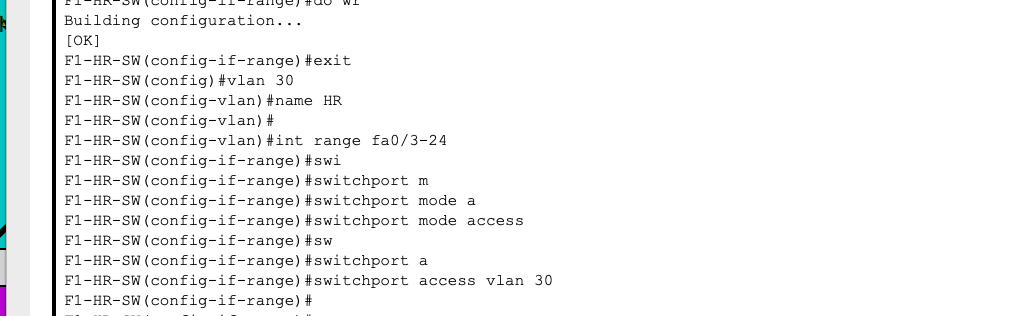 F1-HR-SW(config-if-range)#do wr
Building configuration...
[OK]
F1-HR-SW(config-if-range)#exit
F1-HR-SW(config)#vlan 30
F1-HR-SW(config-vlan)#name HR
F1-HR-SW(config-vlan)#
F1-HR-SW(config-vlan)#int range fa0/3-24
F1-HR-SW(config-if-range)#swi
F1-HR-SW(config-if-range)#switchport m
F1-HR-SW(config-if-range)#switchport mode a
F1-HR-SW(config-if-range)#switchport mode access
F1-HR-SW(config-if-range)#sw
F1-HR-SW(config-if-range)#switchport a
F1-HR-SW(config-if-range)#switchport access vlan 30
F1-HR-SW(config-if-range)#